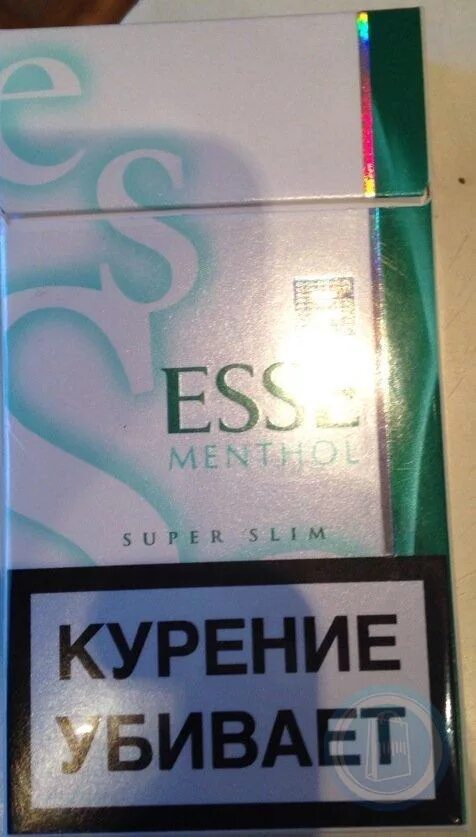 e
s
s
ESSE
MENTHOL
SUPER SLIM
КУРЕНИЕ
УБИВАЕТ